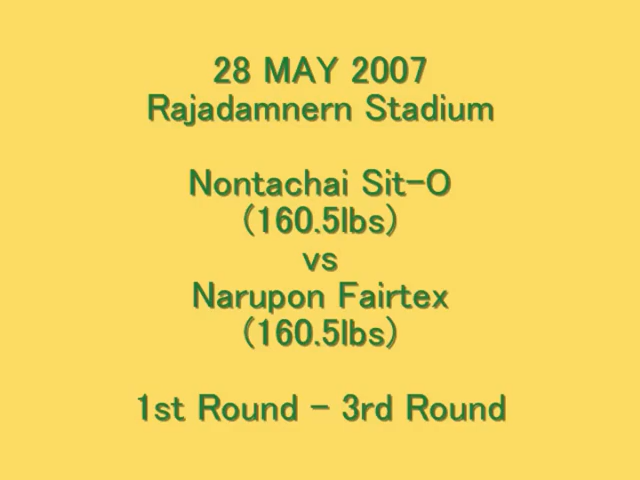 28 MAY 2007
Rajadamnern Stadium
Nontachai Sit-O
(160.5lbs)
vs
Narupon Fairtex
(160.5lbs)
1st Round - 3rd Round